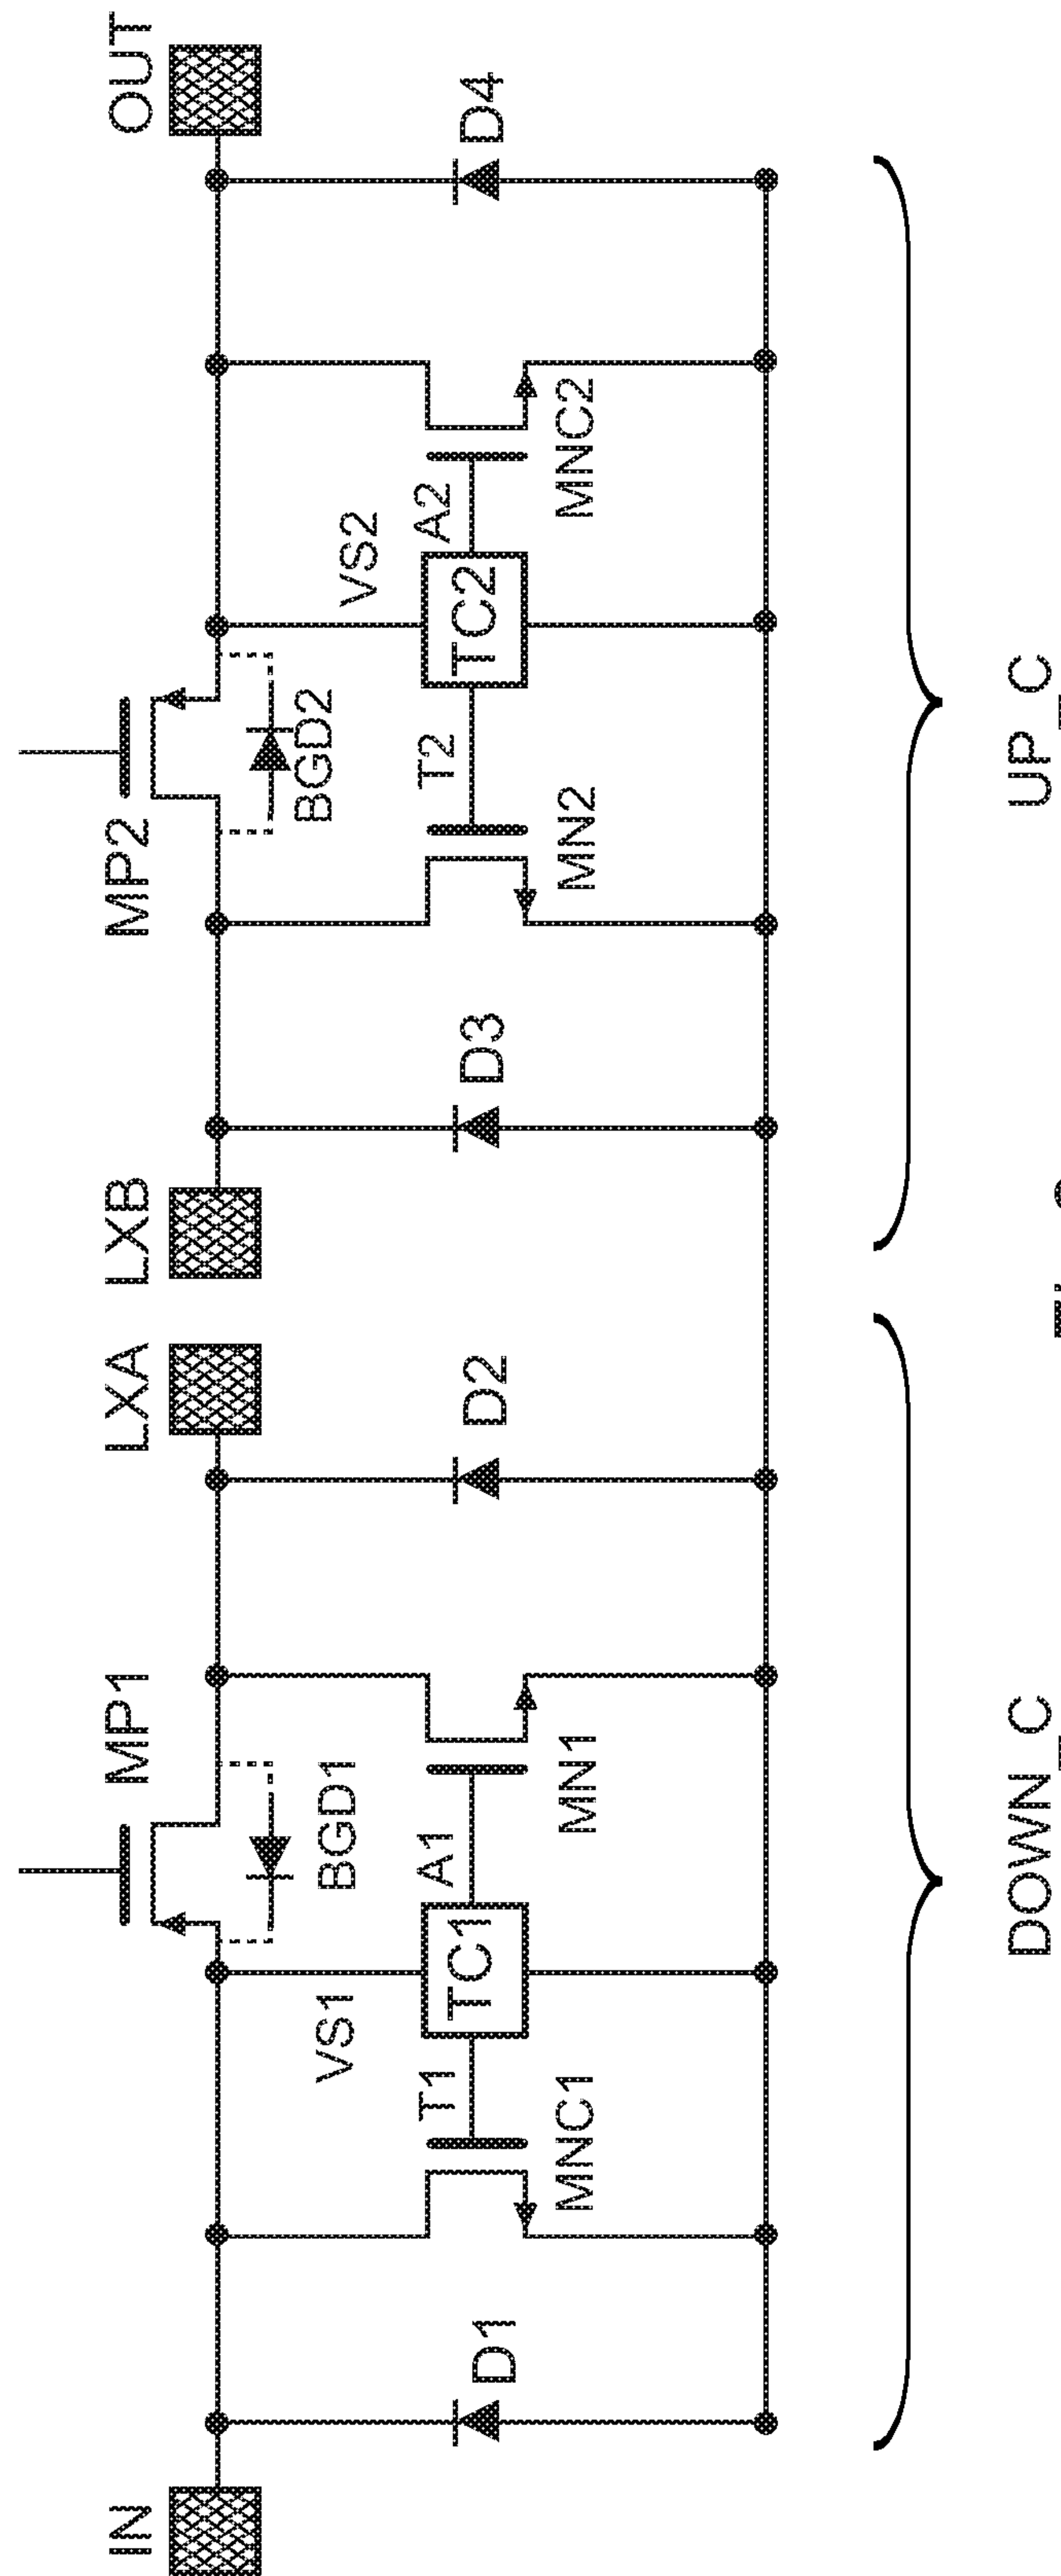 IN
MP1
LXA
LXB
MP2
OUT
VS1
BGD1
BGD2
VS2
T1
TC1
A1
T2
TC2
A2
D1
D2
D3
D4
MNC1
MN1
MN2
MNC2
DOWN_C
UP_C